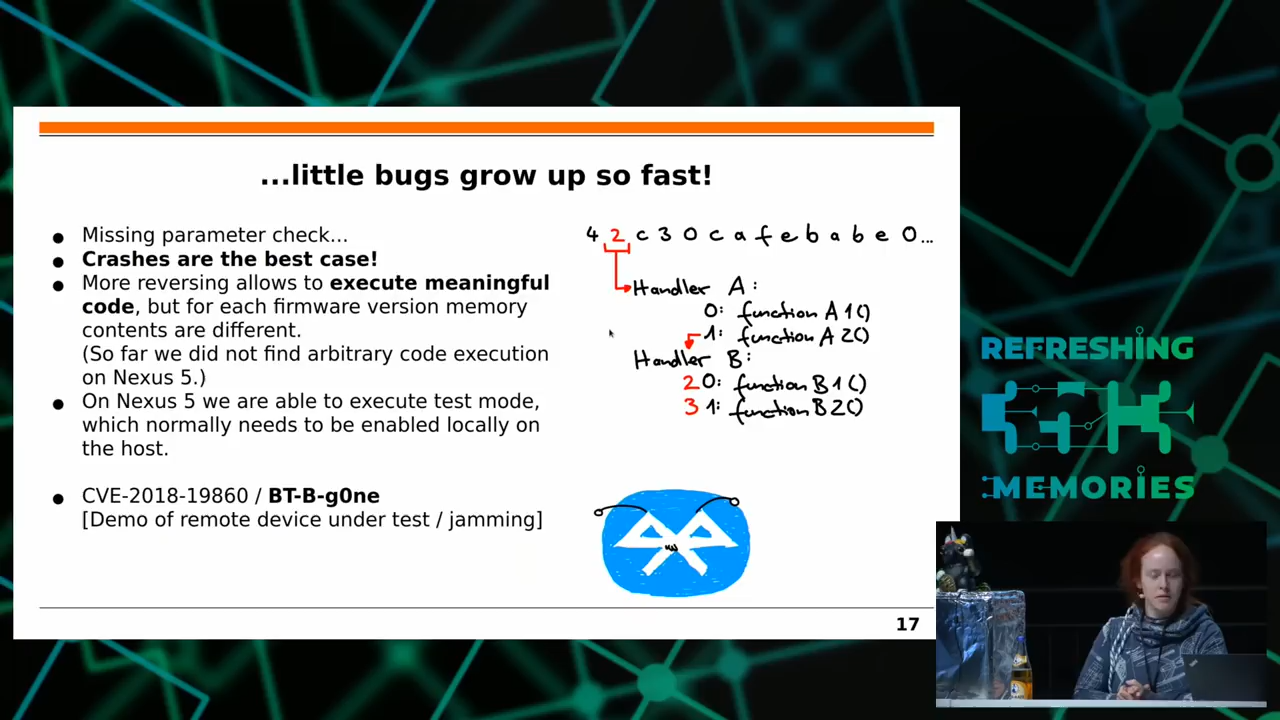 ...little bugs grow up so fast!
● Missing parameter check...
● Crashes are the best case!
● More reversing allows to execute meaningful
code, but for each firmware version memory
contents are different.
(So far we did not find arbitrary code execution
on Nexus 5.)
● On Nexus 5 we are able to execute test mode,
which normally needs to be enabled locally on
the host.
● CVE-2018-19860 / BT-B-g0ne
[Demo of remote device under test / jamming]
4 2 c 3 0 c a f e b a b e 0...
Handler A:
0: function A1()
1: function A2()
Handler B:
2 0: function B1()
3 1: function B2()
17
REFRESHING
MEMORIES